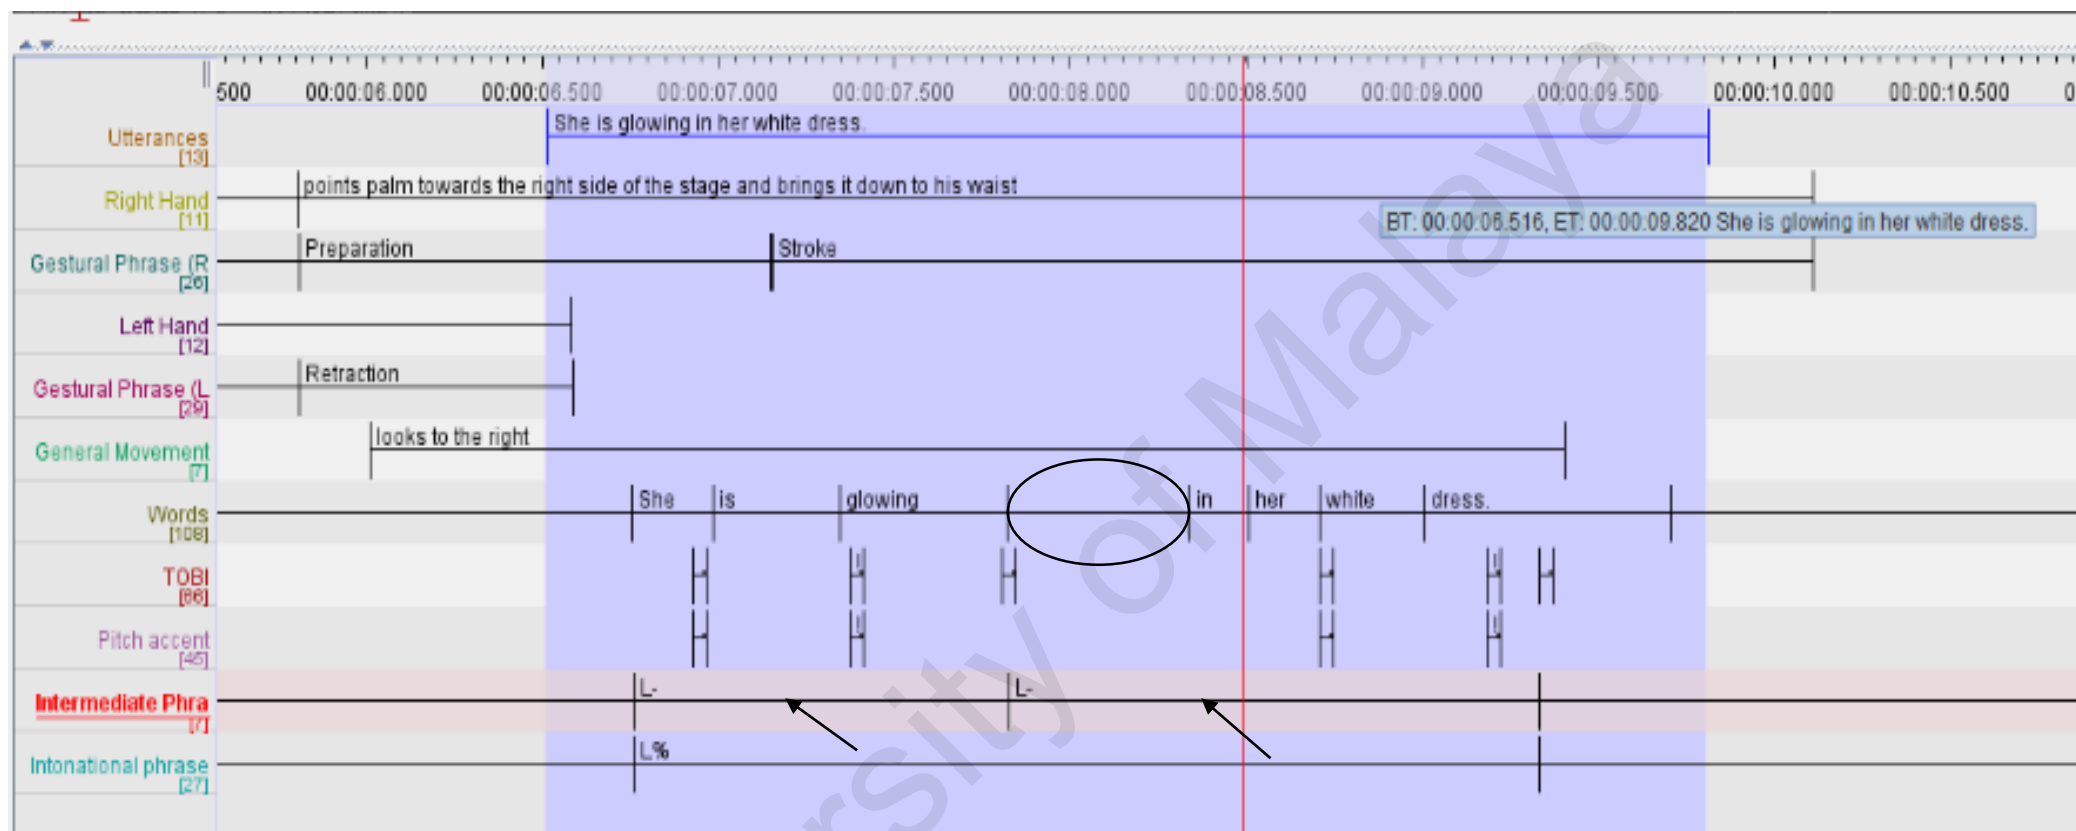 500 00:00:06.000 00:00:06.500 00:00:07.000 00:00:07.500 00:00:08.000 00:00:08.500 00:00:09.000 00:00:09.500 00:00:10.000 00:00:10.500 0
Utterances
[13]
She is glowing in her white dress.
Right Hand
[11]
points palm towards the right side of the stage and brings it down to his waist
BT: 00:00:06.516, ET: 00:00:09.820 She is glowing in her white dress.
Gestural Phrase (R
[26]
Preparation Stroke
Left Hand
[12]
Gestural Phrase (L
[29]
Retraction
General Movement
[7]
looks to the right
Words
[108]
She is glowing in her white dress.
TOBI
[86]
Pitch accent
[45]
Intermediate Phra
[7]
L- L-
Intonational phrase
[27]
L%
rsity of Malaya